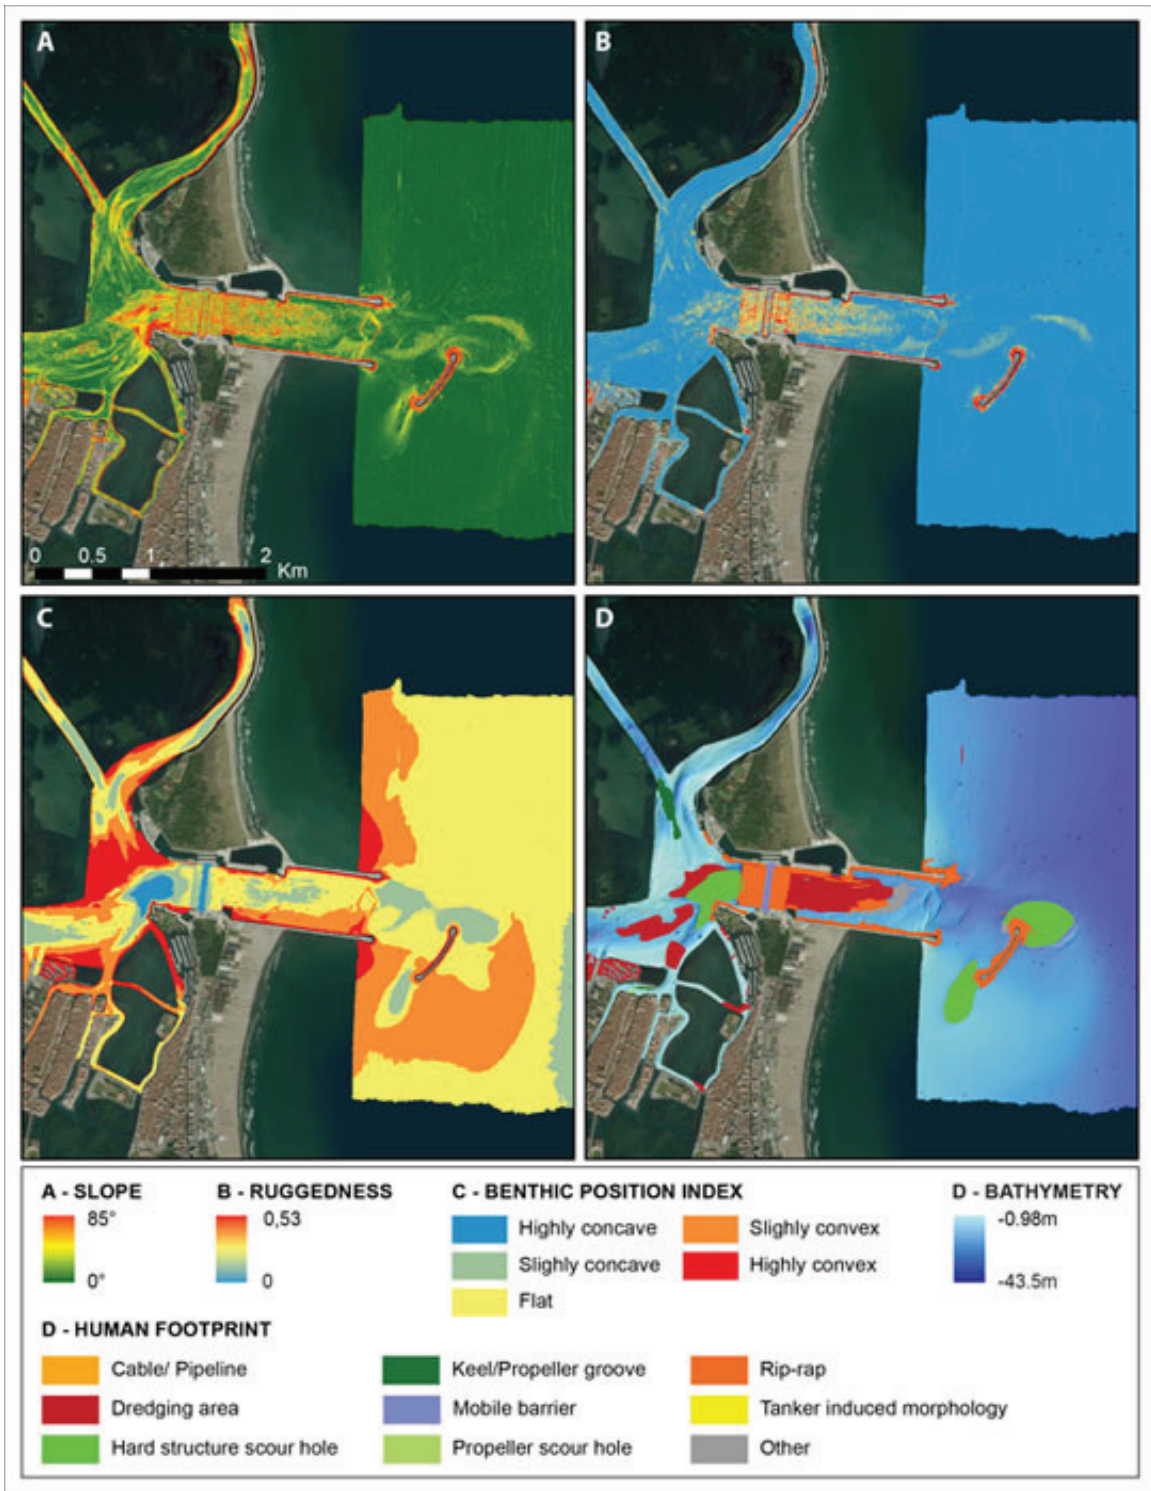 A
B
0 0.5 1 2
Km
C
D
A - SLOPE
85°
0°
B - RUGGEDNESS
0,53
0
C - BENTHIC POSITION INDEX
Highly concave
Slighly concave
Flat
Slighly convex
Highly convex
D - BATHYMETRY
-0.98m
-43.5m
D - HUMAN FOOTPRINT
Cable/ Pipeline
Dredging area
Hard structure scour hole
Keel/Propeller groove
Mobile barrier
Propeller scour hole
Rip-rap
Tanker induced morphology
Other